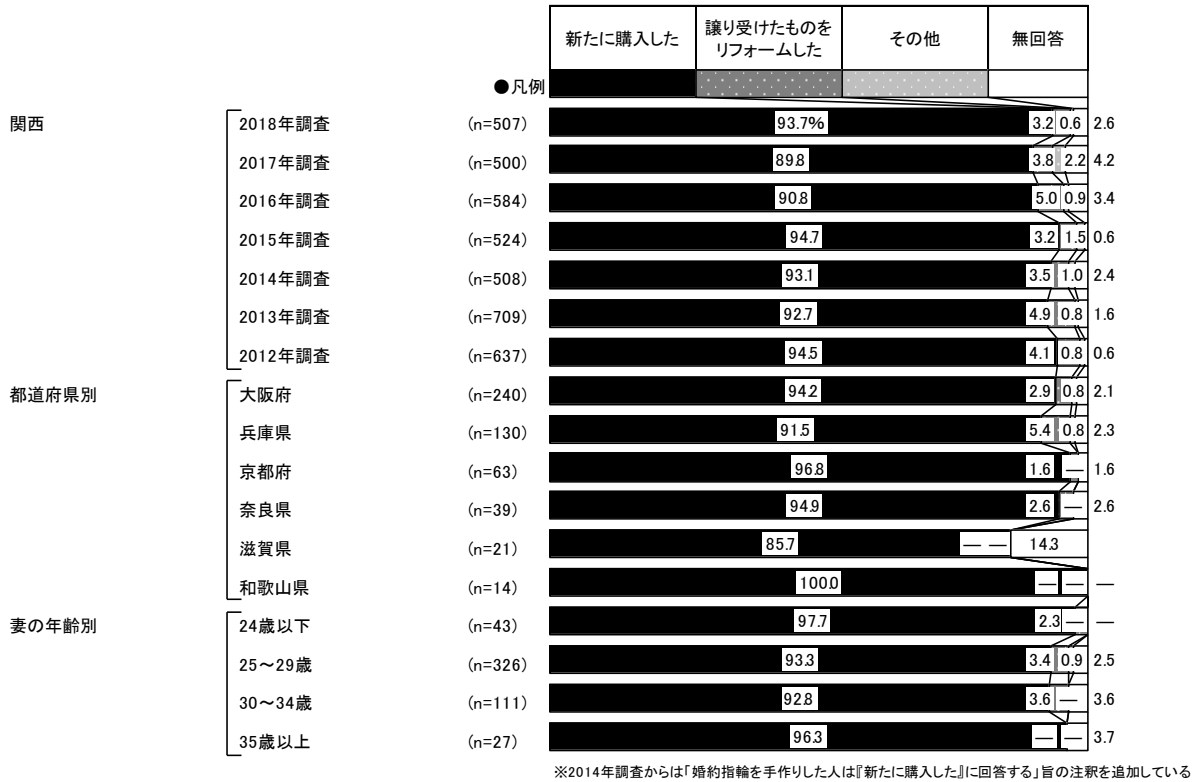 新たに購入した 譲り受けたものを その他 無回答
リフォームした
●凡例
関西 2018年調査 (n=507) 93.7% 3.2 0.6 2.6
2017年調査 (n=500) 89.8 3.8 2.2 4.2
2016年調査 (n=584) 90.8 5.0 0.9 3.4
2015年調査 (n=524) 94.7 3.2 1.5 0.6
2014年調査 (n=508) 93.1 3.5 1.0 2.4
2013年調査 (n=709) 92.7 4.9 0.8 1.6
2012年調査 (n=637) 94.5 4.1 0.8 0.6
都道府県別 大阪府 (n=240) 94.2 2.9 0.8 2.1
兵庫県 (n=130) 91.5 5.4 0.8 2.3
京都府 (n=63) 96.8 1.6 — 1.6
奈良県 (n=39) 94.9 2.6 — 2.6
滋賀県 (n=21) 85.7 — — 14.3
和歌山県 (n=14) 100.0 — — —
妻の年齢別 24歳以下 (n=43) 97.7 2.3 — —
25～29歳 (n=326) 93.3 3.4 0.9 2.5
30～34歳 (n=111) 92.8 3.6 — 3.6
35歳以上 (n=27) 96.3 — — 3.7
※2014年調査からは「婚約指輪を手作りした人は『新たに購入した』に回答する」旨の注釈を追加している